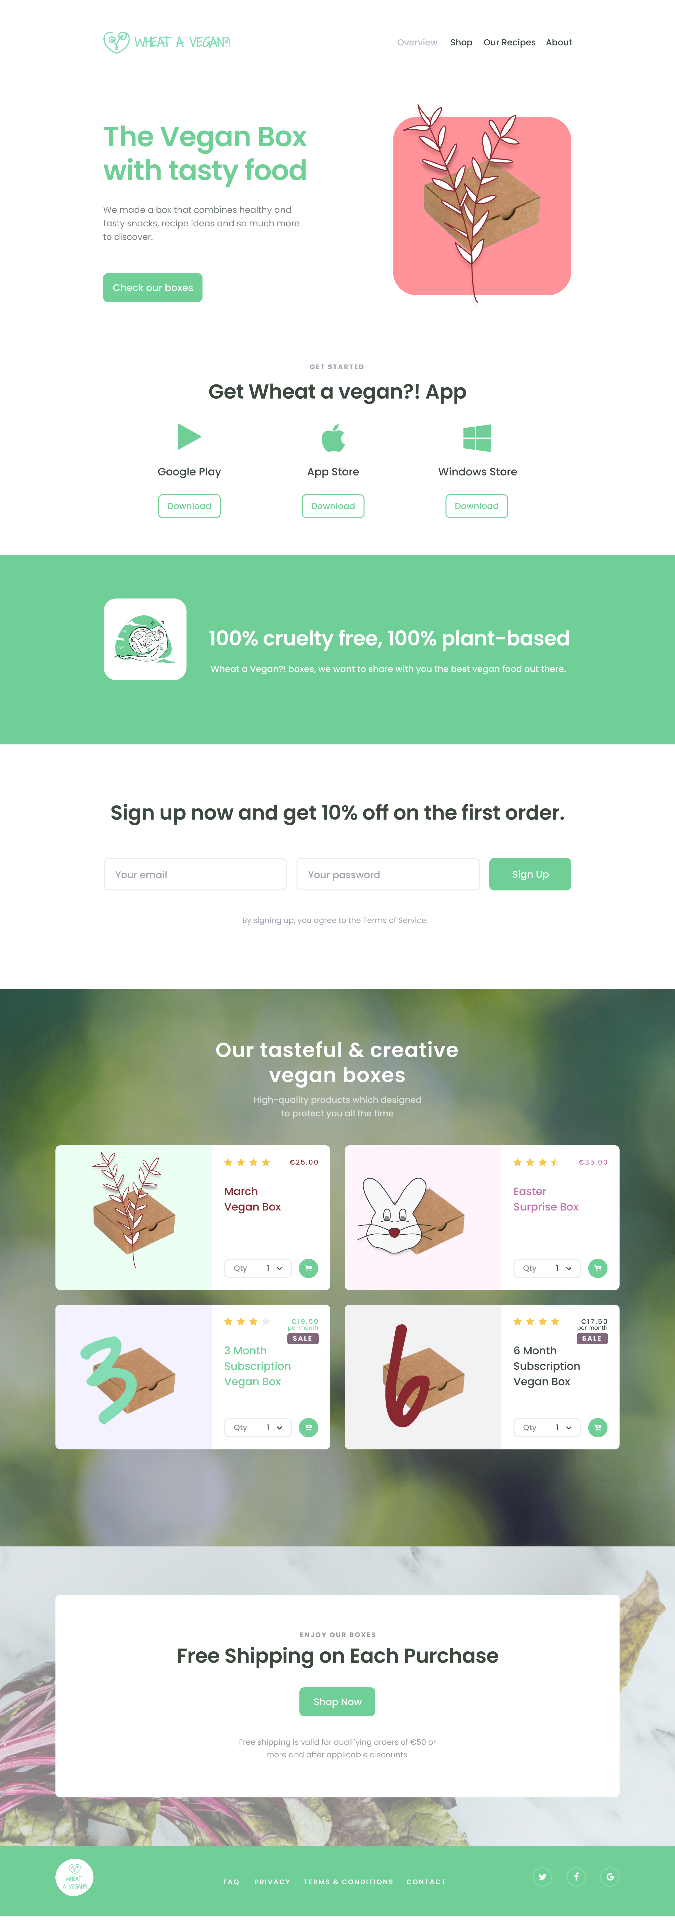 WHEAT A VEGAN?!
Overview Shop Our Recipes About
The Vegan Box
with tasty food
We made a box that combines healthy and
tasty snacks, recipe ideas and so much more
to discover.
Check our boxes
GET STARTED
Get Wheat a vegan?! App
Google Play
App Store
Windows Store
Download
Download
Download
100% cruelty free, 100% plant-based
Wheat a Vegan?! boxes, we want to share with you the best vegan food out there.
Sign up now and get 10% off on the first order.
Your email
Your password
Sign Up
By signing up, you agree to the Terms of Service.
Our tasteful & creative
vegan boxes
High-quality products which designed
to protect you all the time
€25.00
March
Vegan Box
Qty 1
€35.00
Easter
Surprise Box
Qty 1
€19.50
per month
SALE
3 Month
Subscription
Vegan Box
Qty 1
3
€17.50
per month
SALE
6 Month
Subscription
Vegan Box
Qty 1
6
ENJOY OUR BOXES
Free Shipping on Each Purchase
Shop Now
Free shipping is valid for qualifying orders of €50 or
more and after applicable discounts
WHEAT
A VEGAN?!
FAQ PRIVACY TERMS & CONDITIONS CONTACT